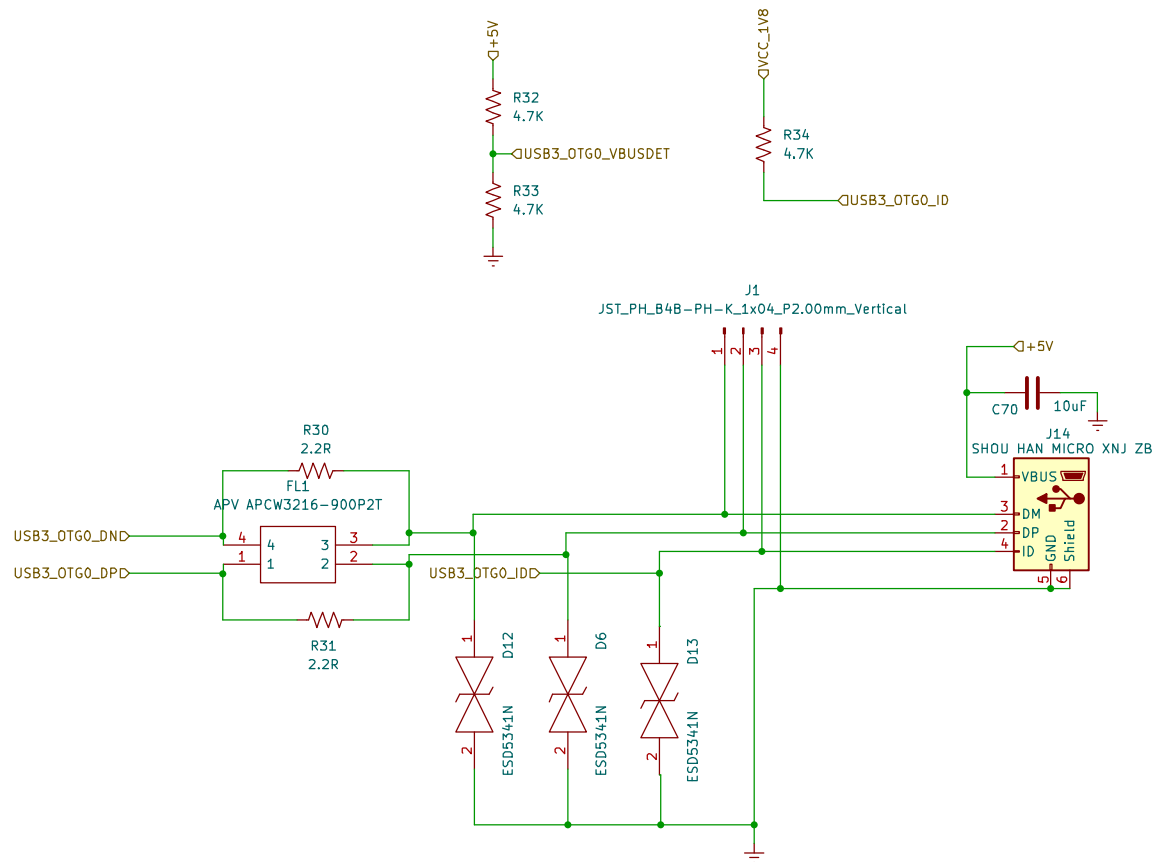 +5V
VCC_1V8
R32
4.7K
USB3_OTG0_VBUSDET
R33
4.7K
R34
4.7K
USB3_OTG0_ID
J1
JST_PH_B4B-PH-K_1x04_P2.00mm_Vertical
1
2
3
4
+5V
C70
10uF
J14
SHOU HAN MICRO XNJ ZB
1
VBUS
3
DM
2
DP
4
ID
GND
Shield
5
6
R30
2.2R
FL1
APV APCW3216-900P2T
USB3_OTG0_DN
4
4
3
3
USB3_OTG0_DP
1
1
2
2
USB3_OTG0_ID
R31
2.2R
1
D12
2
ESD5341N
1
D6
2
ESD5341N
1
D13
2
ESD5341N